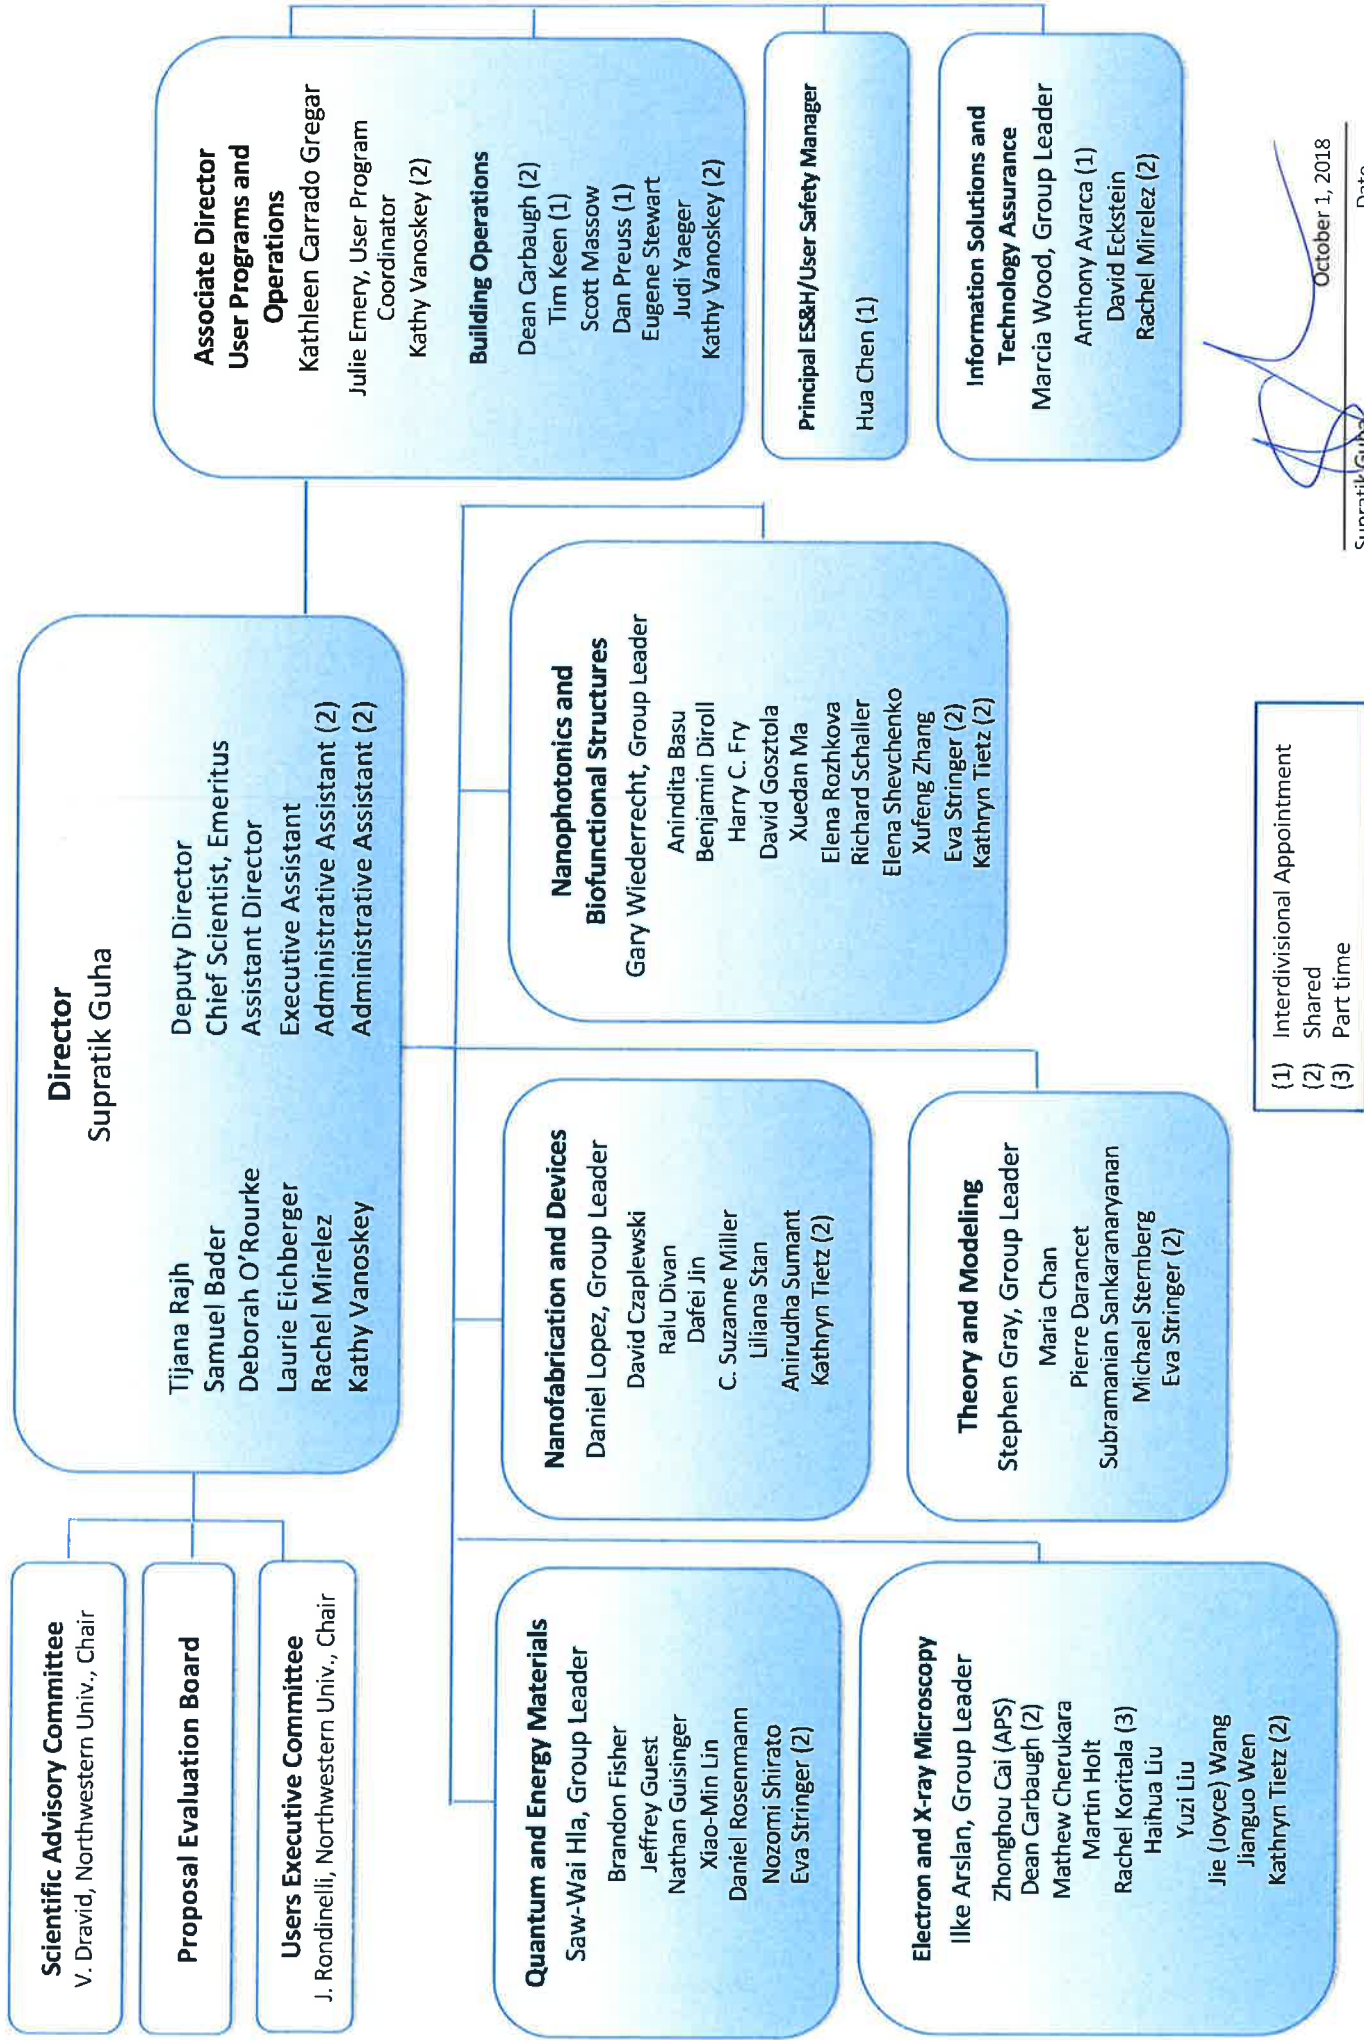 Director
Supratik Guha
Tijana Rajh Deputy Director
Samuel Bader Chief Scientist, Emeritus
Deborah O'Rourke Assistant Director
Laurie Eichberger Executive Assistant
Rachel Mirelez Administrative Assistant (2)
Kathy Vanoskey Administrative Assistant (2)
Scientific Advisory Committee
V. Dravid, Northwestern Univ., Chair
Proposal Evaluation Board
Users Executive Committee
J. Rondinelli, Northwestern Univ., Chair
Associate Director
User Programs and
Operations
Kathleen Carrado Gregar
Julie Emery, User Program
Coordinator
Kathy Vanoskey (2)
Building Operations
Dean Carbaugh (2)
Tim Keen (1)
Scott Massow
Dan Preuss (1)
Eugene Stewart
Judi Yaeger
Kathy Vanoskey (2)
Principal ES&H/User Safety Manager
Hua Chen (1)
Information Solutions and
Technology Assurance
Marcia Wood, Group Leader
Anthony Avarca (1)
David Eckstein
Rachel Mirelez (2)
Quantum and Energy Materials
Saw-Wai Hla, Group Leader
Brandon Fisher
Jeffrey Guest
Nathan Guisinger
Xiao-Min Lin
Daniel Rosenmann
Nozomi Shirato
Eva Stringer (2)
Nanofabrication and Devices
Daniel Lopez, Group Leader
David Czaplewski
Ralu Divan
Dafei Jin
C. Suzanne Miller
Liliana Stan
Anirudha Sumant
Kathryn Tietz (2)
Nanophotonics and
Biofunctional Structures
Gary Wiederrecht, Group Leader
Anindita Basu
Benjamin Diroll
Harry C. Fry
David Gosztola
Xuedan Ma
Elena Rozhkova
Richard Schaller
Elena Shevchenko
Xufeng Zhang
Eva Stringer (2)
Kathryn Tietz (2)
Electron and X-ray Microscopy
Ilke Arslan, Group Leader
Zhonghou Cai (APS)
Dean Carbaugh (2)
Mathew Cherukara
Martin Holt
Rachel Koritala (3)
Haihua Liu
Yuzi Liu
Jie (Joyce) Wang
Jianguo Wen
Kathryn Tietz (2)
Theory and Modeling
Stephen Gray, Group Leader
Maria Chan
Pierre Darancet
Subramanian Sankaranaryanan
Michael Sternberg
Eva Stringer (2)
(1) Interdivisional Appointment
(2) Shared
(3) Part time
October 1, 2018
Supratik Guha Date